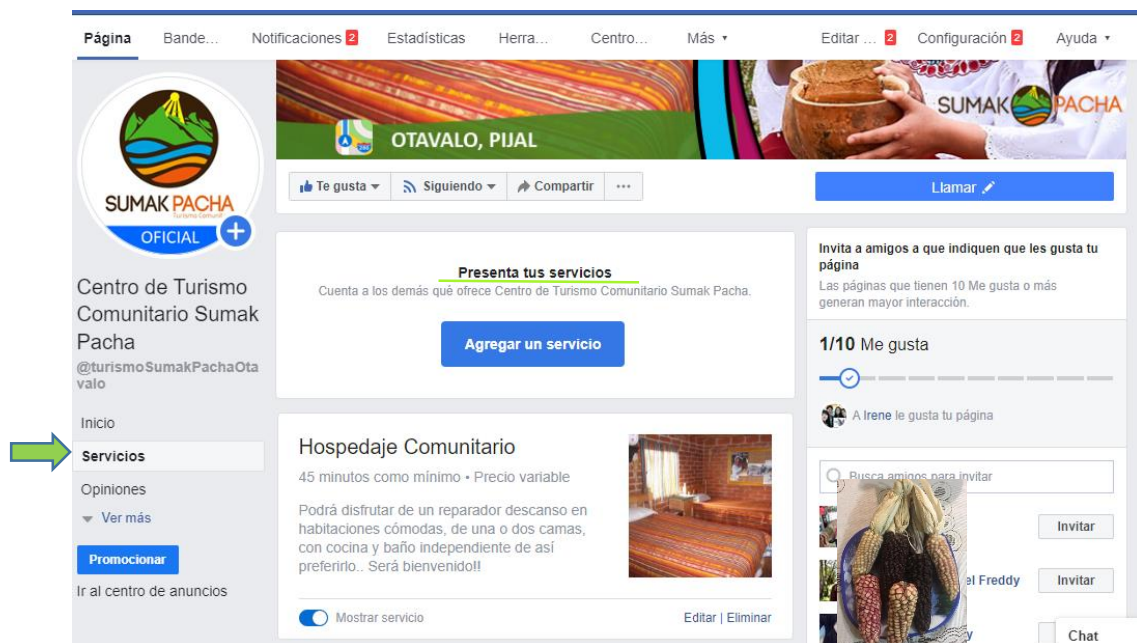 Página Bande... Notificaciones 2 Estadísticas Herra... Centro... Más Editar ... 2 Configuración 2 Ayuda
SUMAK PACHA
OTAVALO, PIJAL
Te gusta Siguiendo Compartir ... Llamar
SUMAK PACHA
OFICIAL
Centro de Turismo
Comunitario Sumak
Pacha
@turismoSumakPachaOta
valo
Inicio
Servicios
Opiniones
Ver más
Promocionar
Ir al centro de anuncios
Presenta tus servicios
Cuenta a los demás qué ofrece Centro de Turismo Comunitario Sumak Pacha.
Agregar un servicio
Hospedaje Comunitario
45 minutos como mínimo • Precio variable
Podrá disfrutar de un reparador descanso en
habitaciones cómodas, de una o dos camas,
con cocina y baño independiente de así
preferirlo.. Será bienvenido!!
Mostrar servicio Editar | Eliminar
Invita a amigos a que indiquen que les gusta tu
página
Las páginas que tienen 10 Me gusta o más
generan mayor interacción.
1/10 Me gusta
A Irene le gusta tu página
Busca amigos para invitar
Invitar
Freddy Invitar
Chat